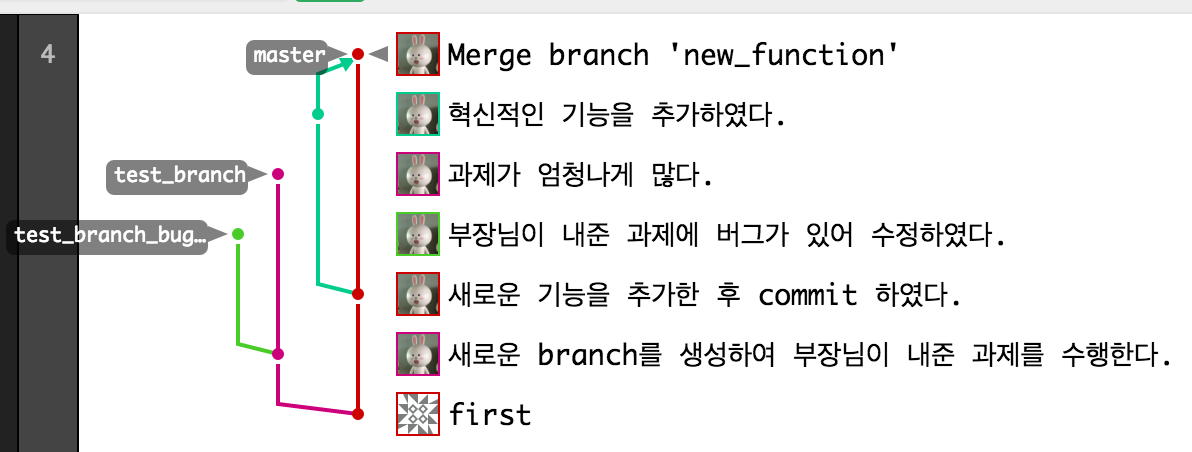 4
master
Merge branch 'new_function'
혁신적인 기능을 추가하였다.
test_branch
과제가 엄청나게 많다.
test_branch_bug…
부장님이 내준 과제에 버그가 있어 수정하였다.
새로운 기능을 추가한 후 commit 하였다.
새로운 branch를 생성하여 부장님이 내준 과제를 수행한다.
first